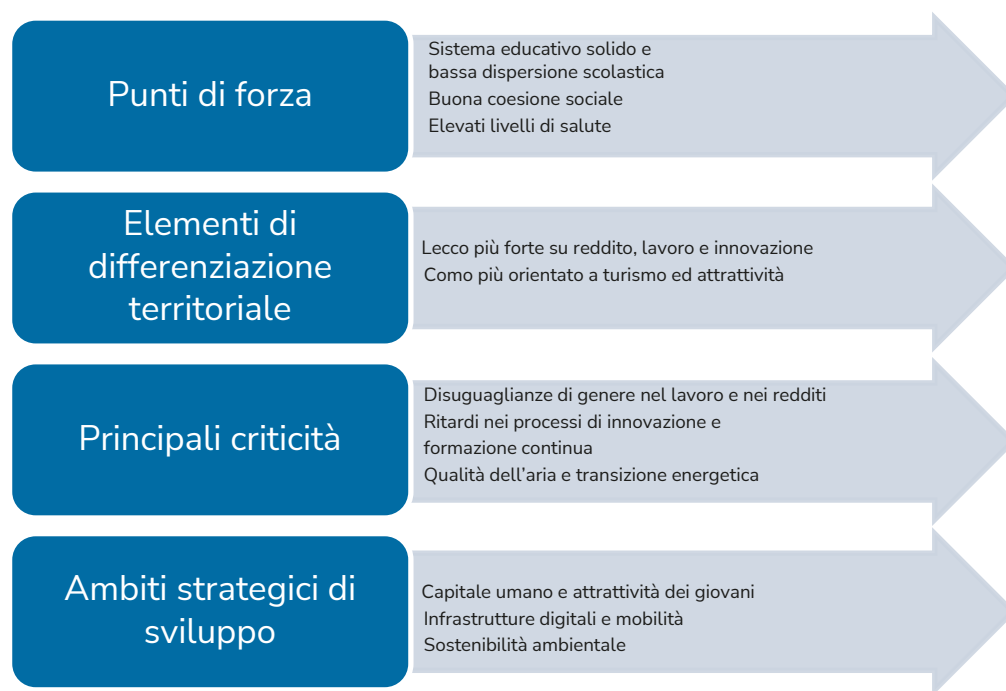 Punti di forza
Sistema educativo solido e
bassa dispersione scolastica
Buona coesione sociale
Elevati livelli di salute
Elementi di
differenziazione
territoriale
Lecco più forte su reddito, lavoro e innovazione
Como più orientato a turismo ed attrattività
Principali criticità
Disuguaglianze di genere nel lavoro e nei redditi
Ritardi nei processi di innovazione e
formazione continua
Qualità dell'aria e transizione energetica
Ambiti strategici di
sviluppo
Capitale umano e attrattività dei giovani
Infrastrutture digitali e mobilità
Sostenibilità ambientale